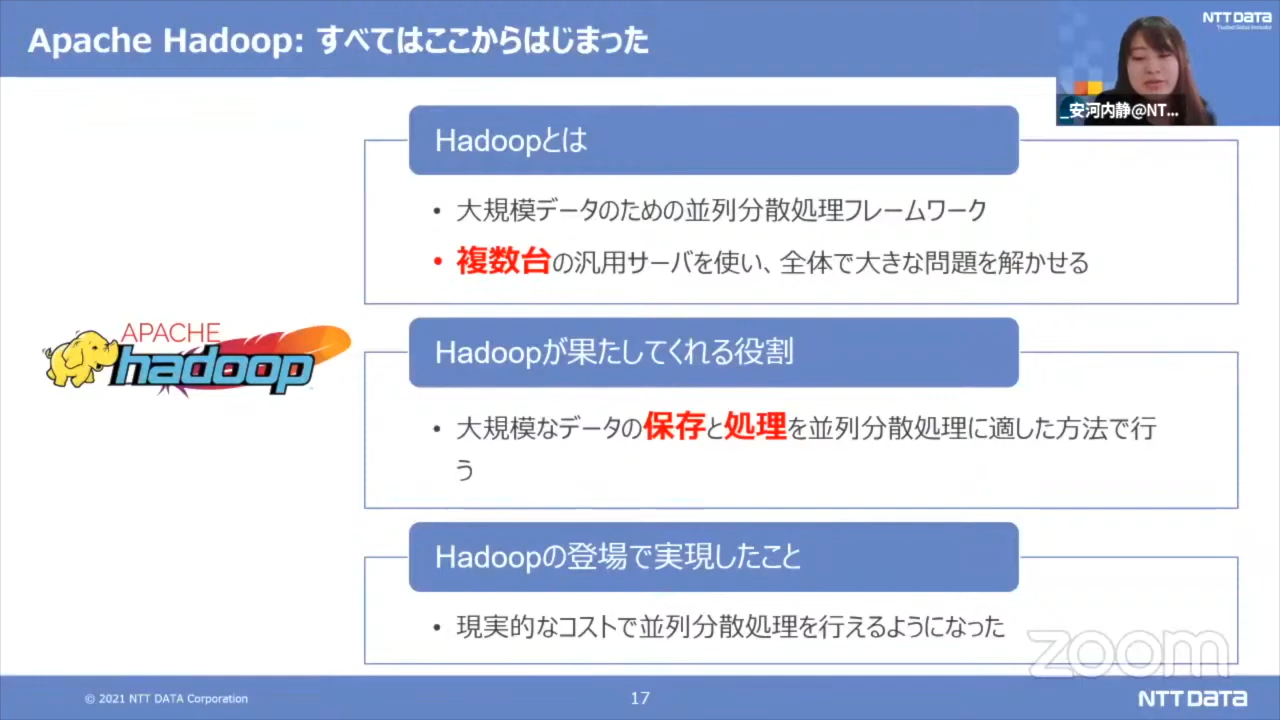 Apache Hadoop: すべてはここからはじまった
NTT DATA
Trusted Global Innovator
_安河内静@NT...
Hadoopとは
• 大規模データのための並列分散処理フレームワーク
• 複数台の汎用サーバを使い、全体で大きな問題を解かせる
APACHE
hadoop
Hadoopが果たしてくれる役割
• 大規模なデータの保存と処理を並列分散処理に適した方法で行
う
Hadoopの登場で実現したこと
• 現実的なコストで並列分散処理を行えるようになった
zoom
© 2021 NTT DATA Corporation
17
NTT DATA